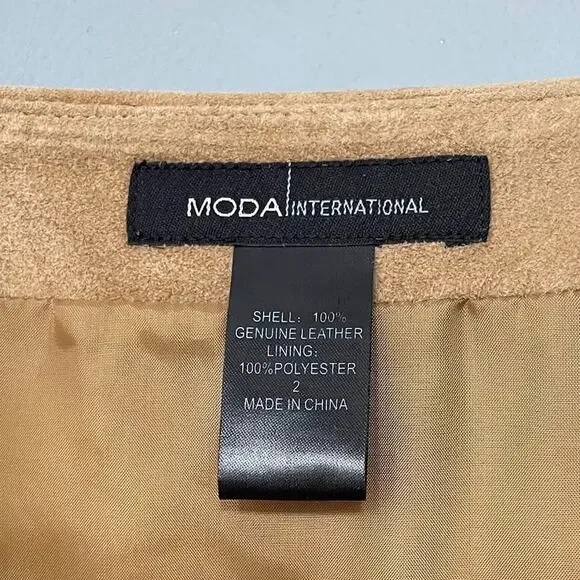 MODA INTERNATIONAL
SHELL: 100%
GENUINE LEATHER
LINING:
100%POLYESTER
2
MADE IN CHINA